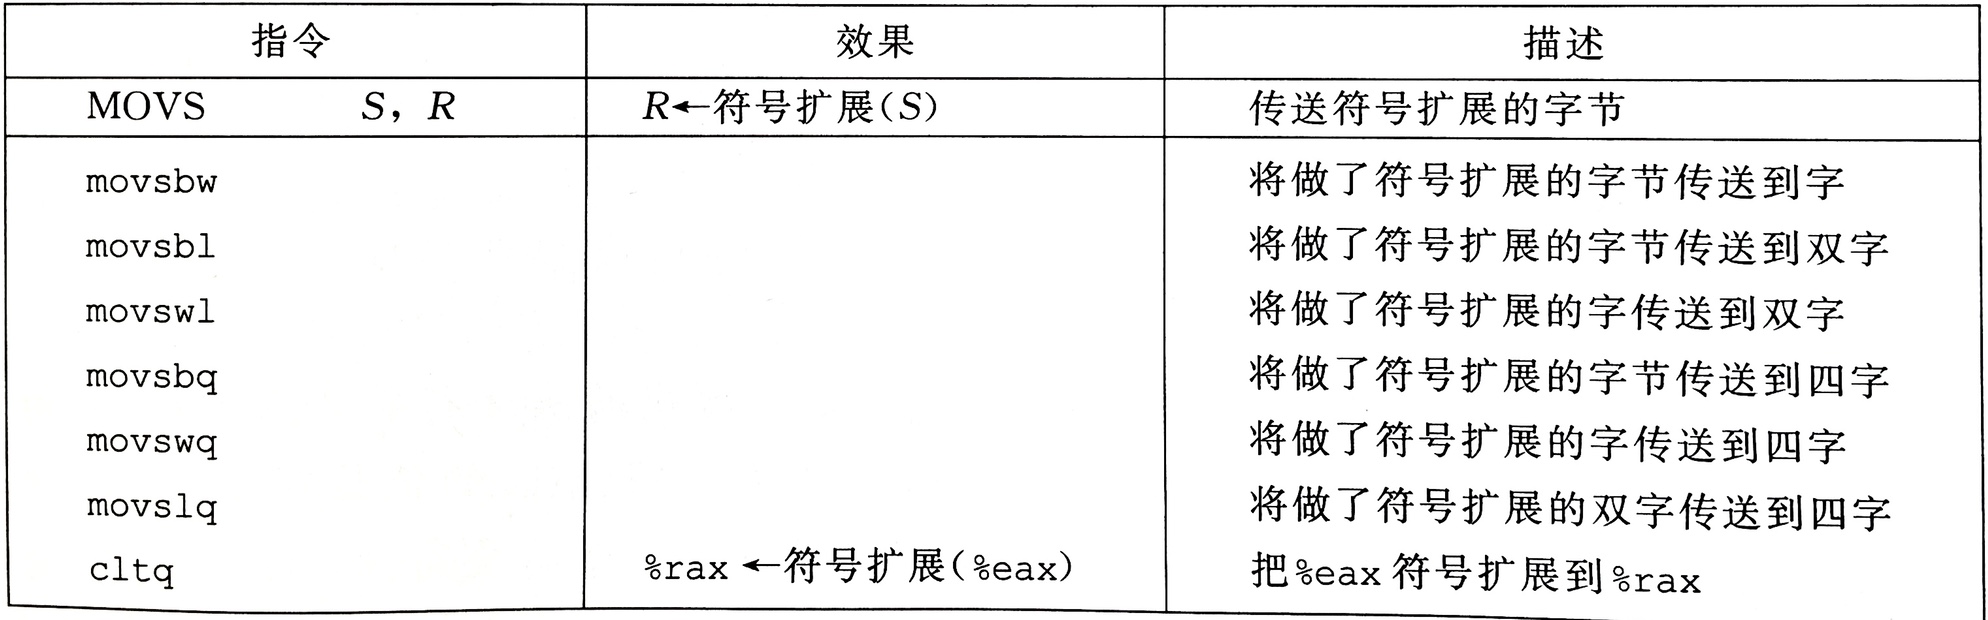 指令 效果 描述
MOVS S, R R←符号扩展(S) 传送符号扩展的字节
movsbw 将做了符号扩展的字节传送到字
movsbl 将做了符号扩展的字节传送到双字
movswl 将做了符号扩展的字传送到双字
movsbq 将做了符号扩展的字节传送到四字
movswq 将做了符号扩展的字传送到四字
movslq 将做了符号扩展的双字传送到四字
cltq %rax←符号扩展(%eax) 把%eax符号扩展到%rax